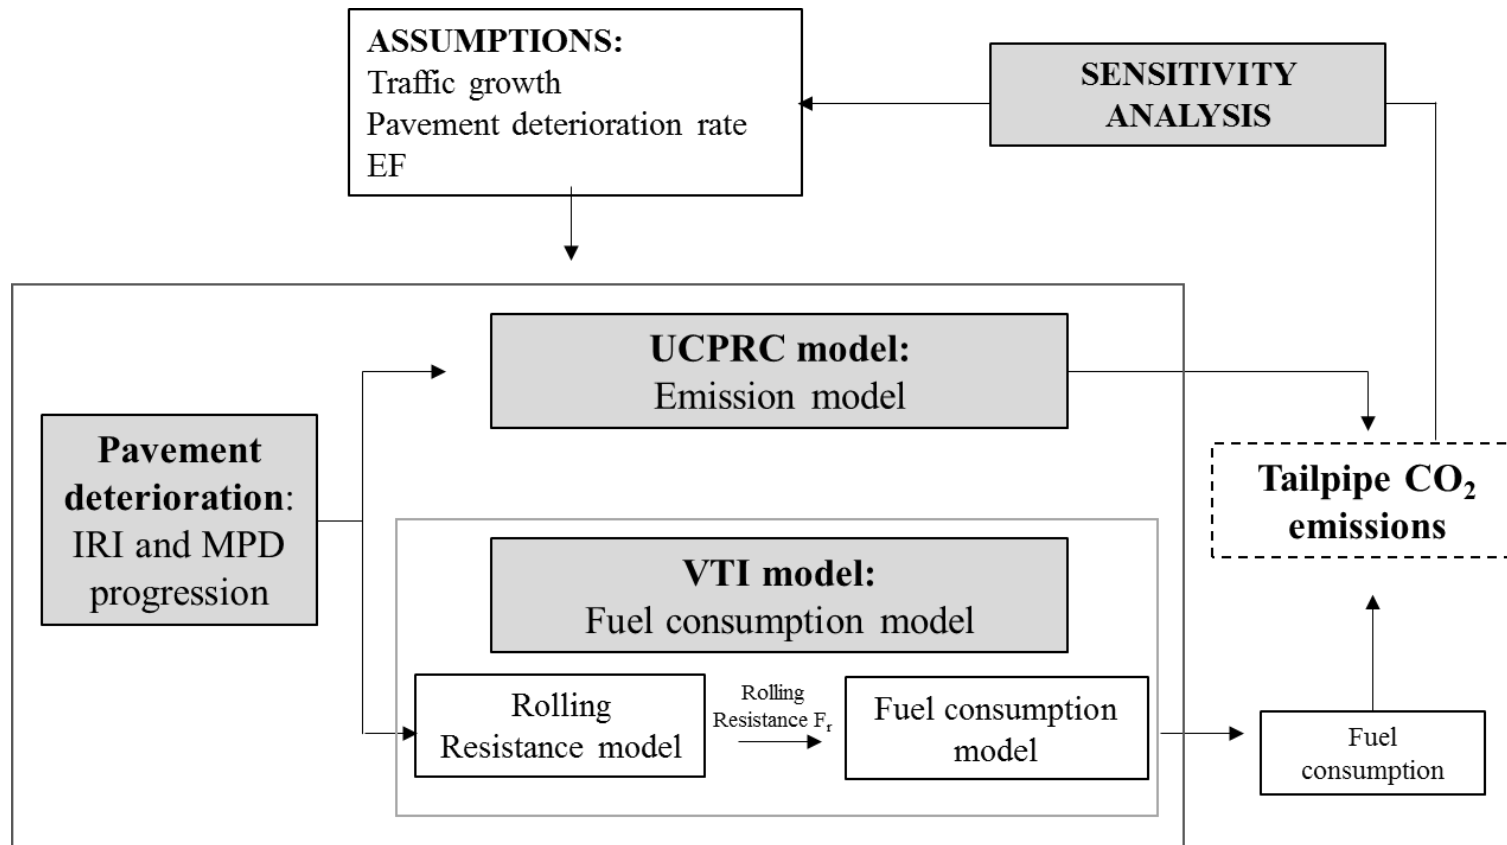 ASSUMPTIONS:
Traffic growth
Pavement deterioration rate
EF
SENSITIVITY
ANALYSIS
UCPRC model:
Emission model
Pavement
deterioration:
IRI and MPD
progression
Tailpipe CO₂
emissions
VTI model:
Fuel consumption model
Rolling
Resistance model
Rolling
Resistance Fᵣ
Fuel consumption
model
Fuel
consumption